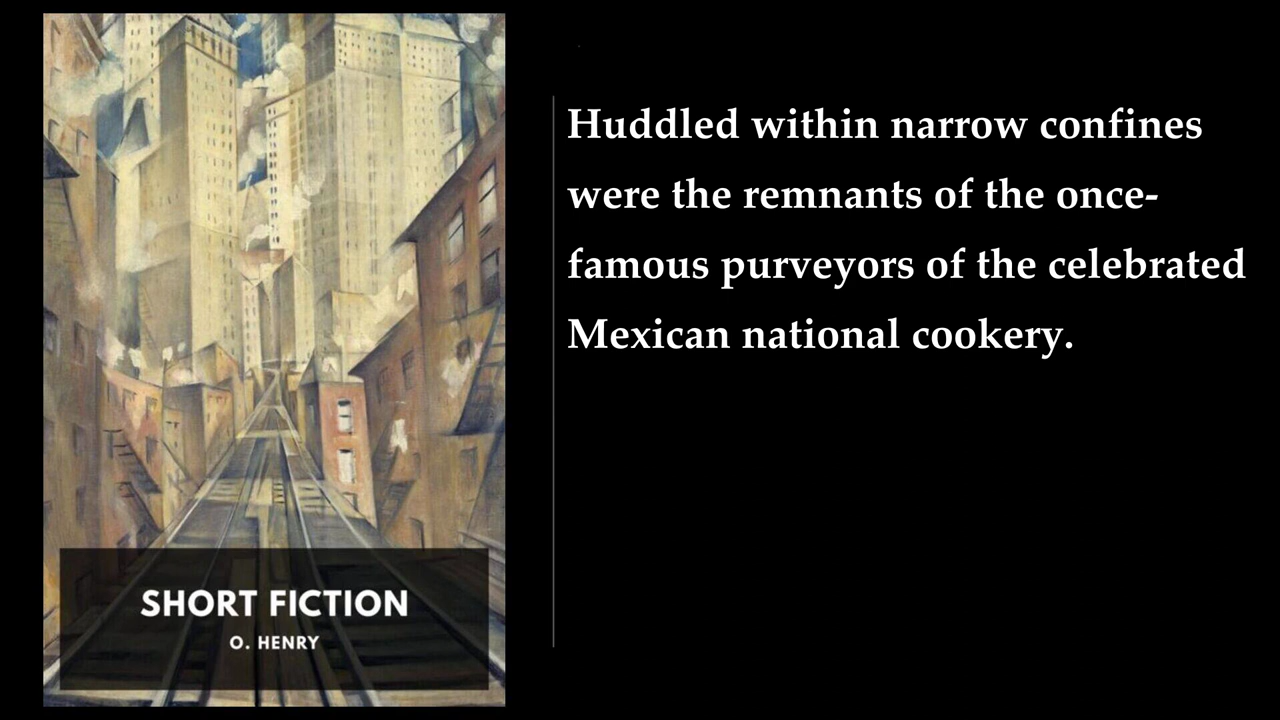 Huddled within narrow confines
were the remnants of the once-
famous purveyors of the celebrated
Mexican national cookery.
SHORT FICTION
O. HENRY